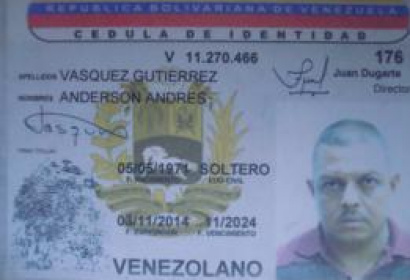 REPUBLICA BOLIVARIANA DE VENEZUELA
CEDULA DE IDENTIDAD
V 11.270.466
176
APELLIDOS VASQUEZ GUTIERREZ
Juan Dugarte
Director
NOMBRES ANDERSON ANDRES
Vasquez
05/05/1971 SOLTERO
F. EDO-CIVIL
03/11/2014 11/2024
F. EXPEDICION F. VENCIMIENTO
VENEZOLANO